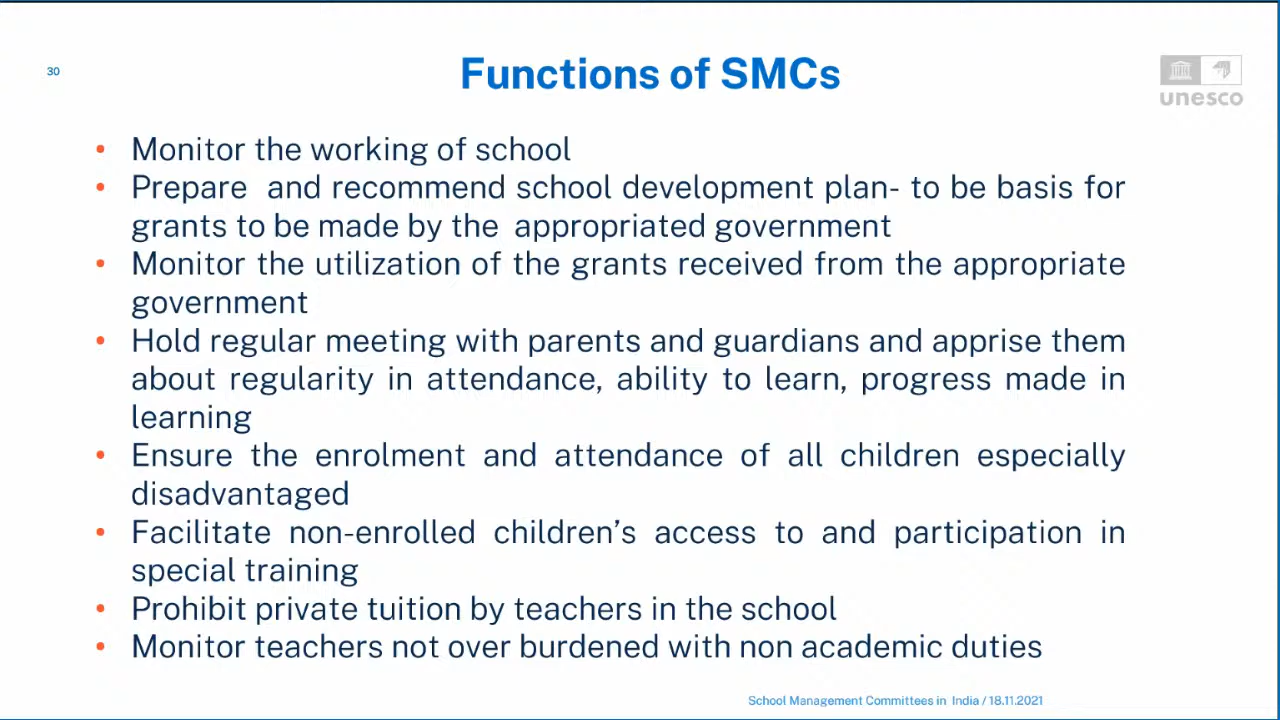 30
Functions of SMCs
unesco
• Monitor the working of school
• Prepare and recommend school development plan- to be basis for
grants to be made by the appropriated government
• Monitor the utilization of the grants received from the appropriate
government
• Hold regular meeting with parents and guardians and apprise them
about regularity in attendance, ability to learn, progress made in
learning
• Ensure the enrolment and attendance of all children especially
disadvantaged
• Facilitate non-enrolled children’s access to and participation in
special training
• Prohibit private tuition by teachers in the school
• Monitor teachers not over burdened with non academic duties
School Management Committees in India / 18.11.2021